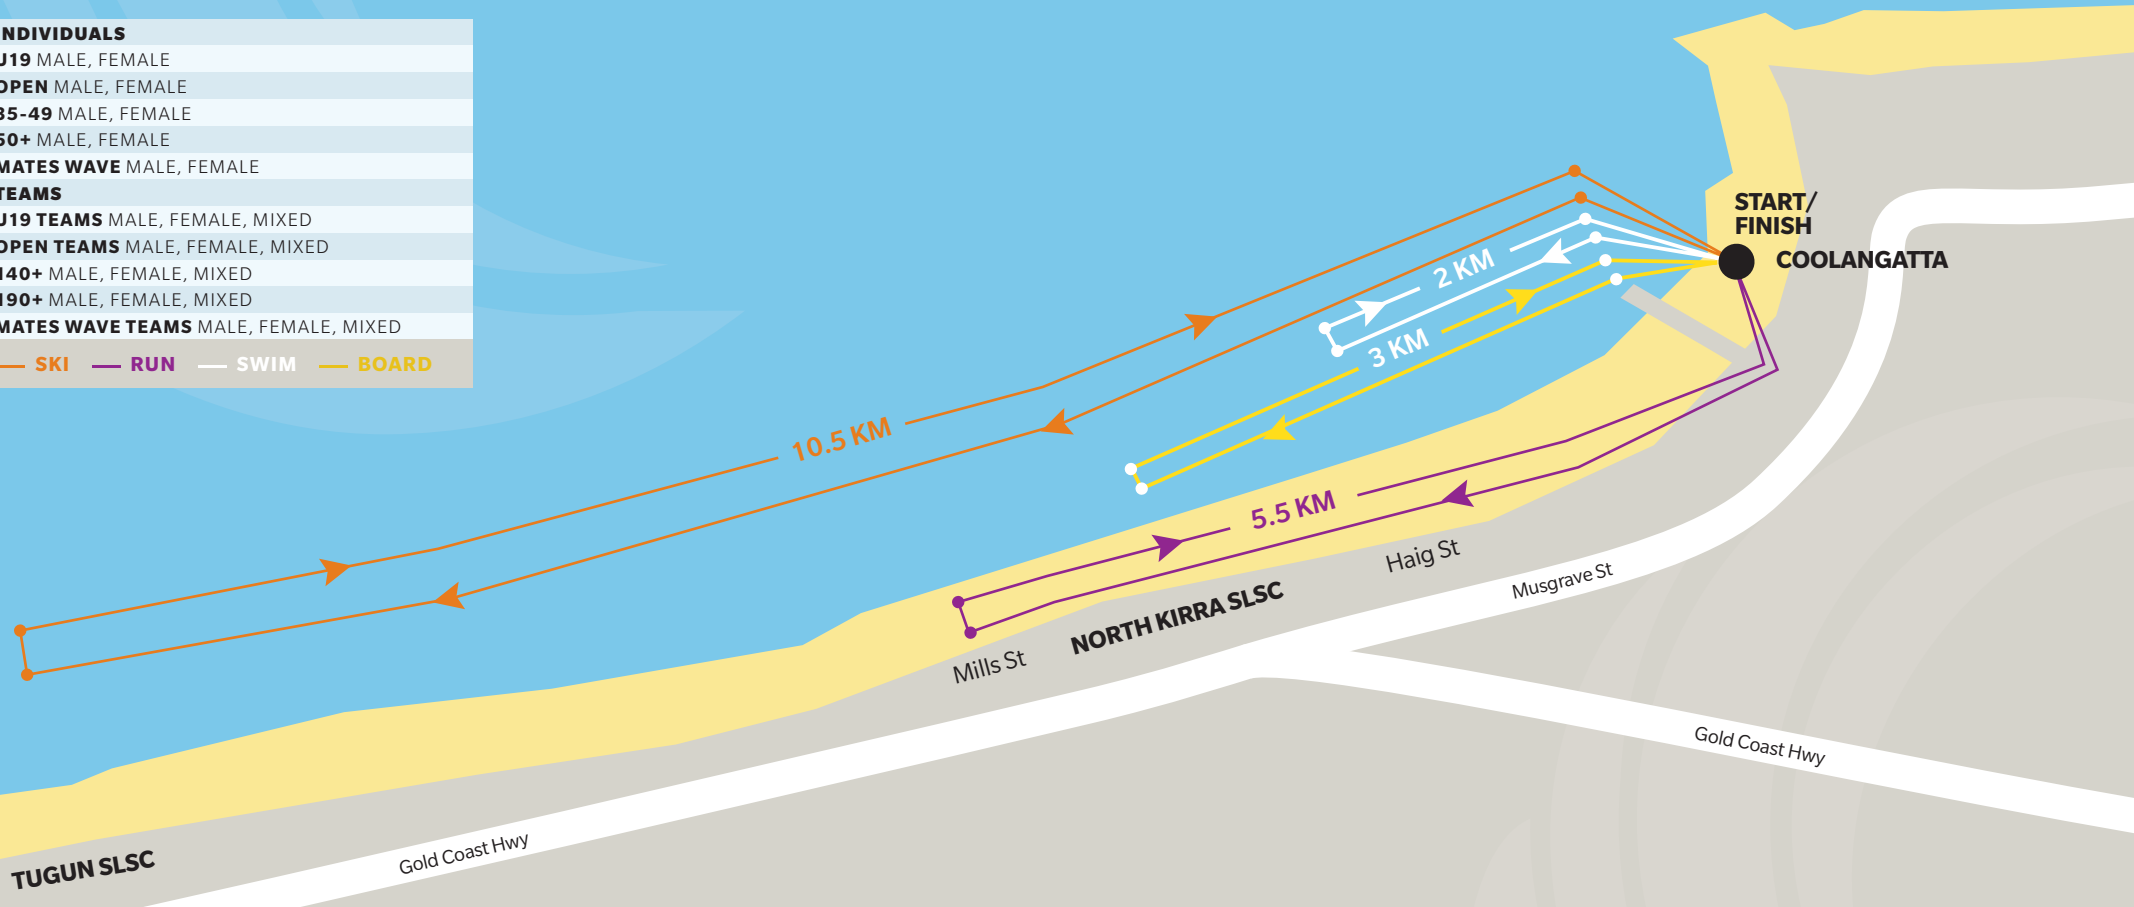 INDIVIDUALS
U19 MALE, FEMALE
OPEN MALE, FEMALE
35-49 MALE, FEMALE
50+ MALE, FEMALE
MATES WAVE MALE, FEMALE
TEAMS
U19 TEAMS MALE, FEMALE, MIXED
OPEN TEAMS MALE, FEMALE, MIXED
140+ MALE, FEMALE, MIXED
190+ MALE, FEMALE, MIXED
MATES WAVE TEAMS MALE, FEMALE, MIXED
SKI RUN SWIM BOARD
START/
FINISH
COOLANGATTA
2 KM
3 KM
10.5 KM
5.5 KM
Haig St
Musgrave St
NORTH KIRRA SLSC
Mills St
Gold Coast Hwy
Gold Coast Hwy
TUGUN SLSC